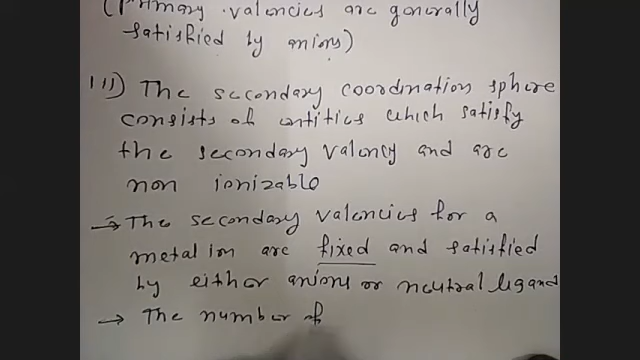 (Primary valencies are generally
satisfied by anions)
III) The secondary coordination sphere
consists of entities which satisfy
the secondary valency and are
non ionizable
→ The secondary valencies for a
metal ion are fixed and satisfied
by either anions or neutral ligand
→ The number of